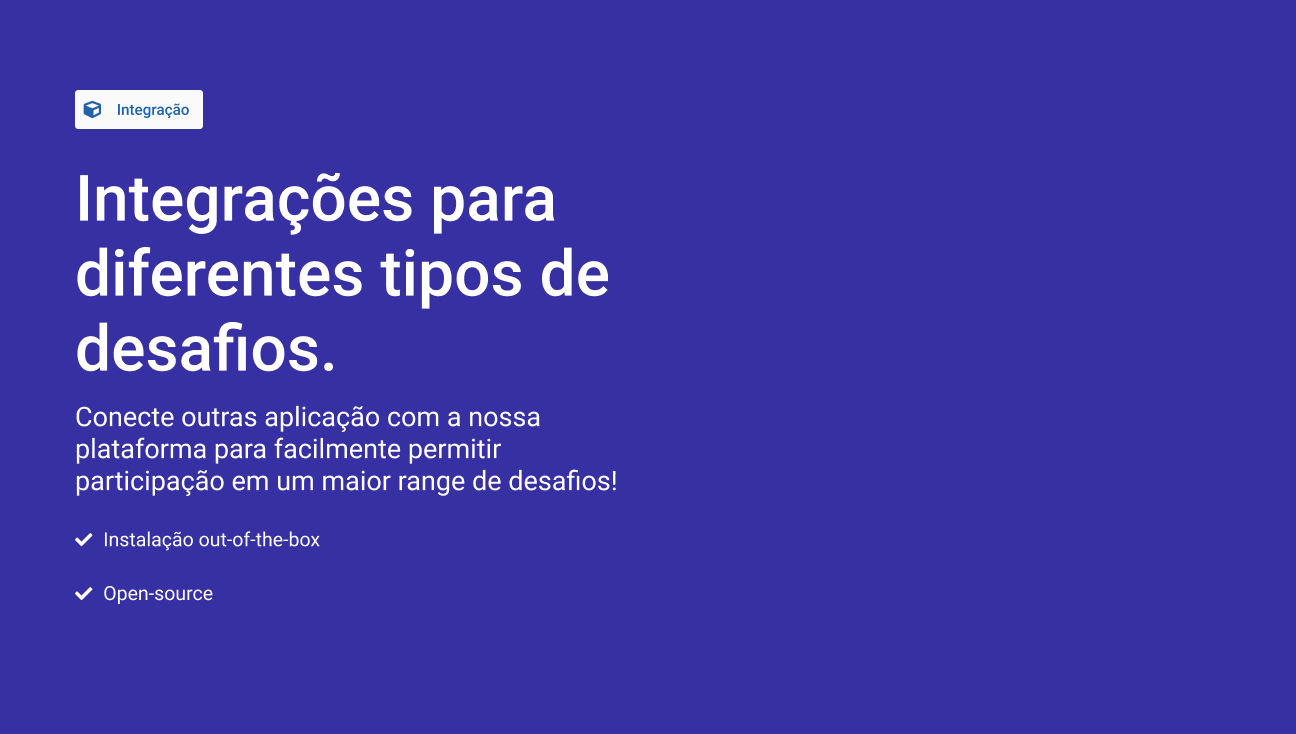 Integração
Integrações para
diferentes tipos de
desafios.
Conecte outras aplicação com a nossa
plataforma para facilmente permitir
participação em um maior range de desafios!
Instalação out-of-the-box
Open-source